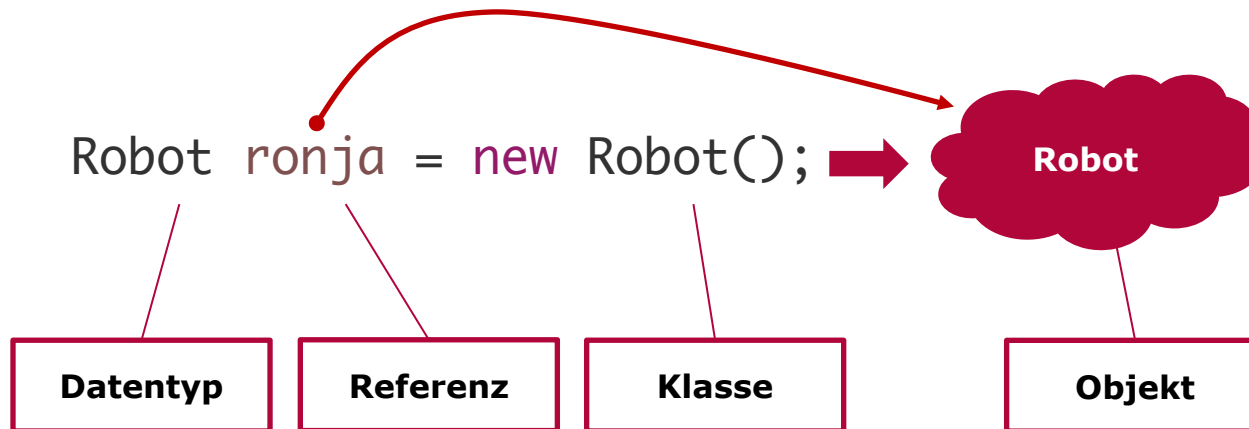 Robot ronja = new Robot();
Robot
Datentyp
Referenz
Klasse
Objekt